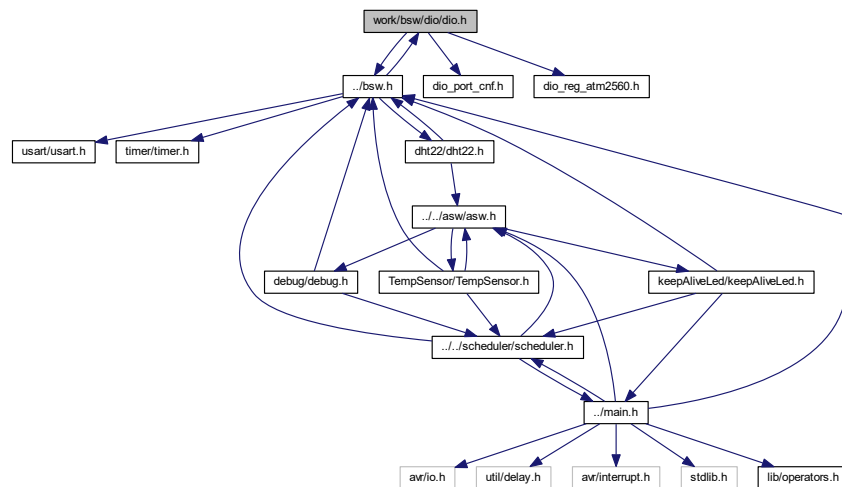 work/bsw/dio/dio.h
../bsw.h
dio_port_cnf.h
dio_reg_atm2560.h
usart/usart.h
timer/timer.h
dht22/dht22.h
../../asw/asw.h
debug/debug.h
TempSensor/TempSensor.h
keepAliveLed/keepAliveLed.h
../../scheduler/scheduler.h
../main.h
avr/io.h
util/delay.h
avr/interrupt.h
stdlib.h
lib/operators.h